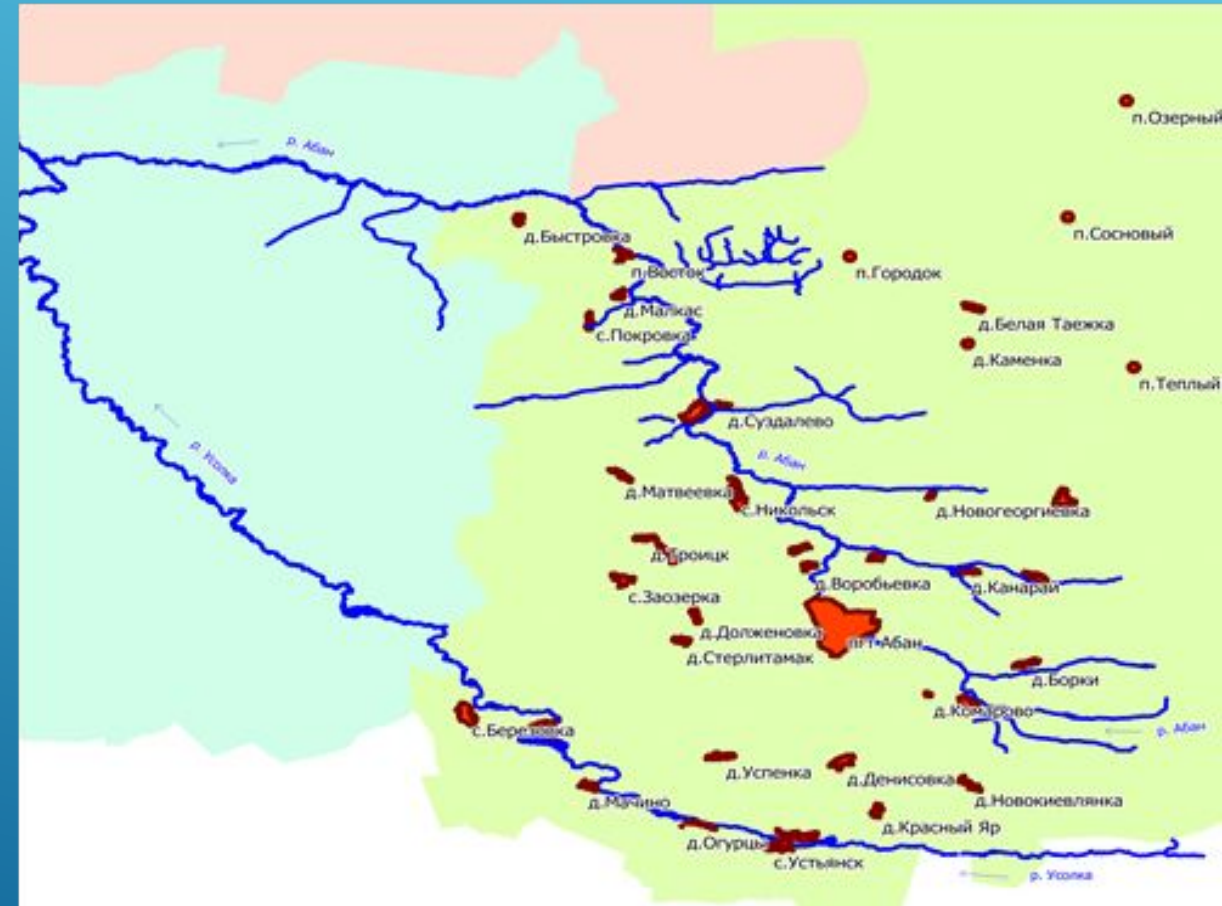 п.Озерный
р. Абан
п.Сосновый
д.Быстровка
п.Восток
п.Городок
д.Малкас
д.Белая Таежка
с.Покровка
д.Каменка
п.Теплый
д.Суздалево
р. Усолка
р. Абан
д.Матвеевка
с.Никольск
д.Новогеоргиевка
д.Троицк
д.Воробьевка
д.Канарай
с.Заозерка
д.Долженовка
пгт Абан
д.Стерлитамак
д.Борки
д.Комарово
с.Березовка
р. Абан
д.Успенка
д.Денисовка
д.Мачино
д.Новокиевлянка
д.Красный Яр
д.Огурцы
с.Устьянск
р. Усолка